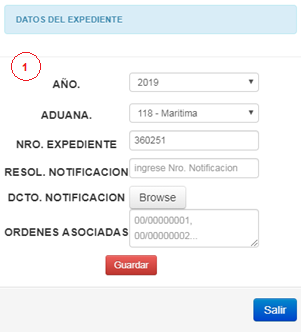 DATOS DEL EXPEDIENTE
1
AÑO. 2019
ADUANA. 118 - Maritima
NRO. EXPEDIENTE 360251
RESOL. NOTIFICACION ingrese Nro. Notificacion
DCTO. NOTIFICACION Browse
ORDENES ASOCIADAS 00/00000001,
00/00000002...
Guardar
Salir